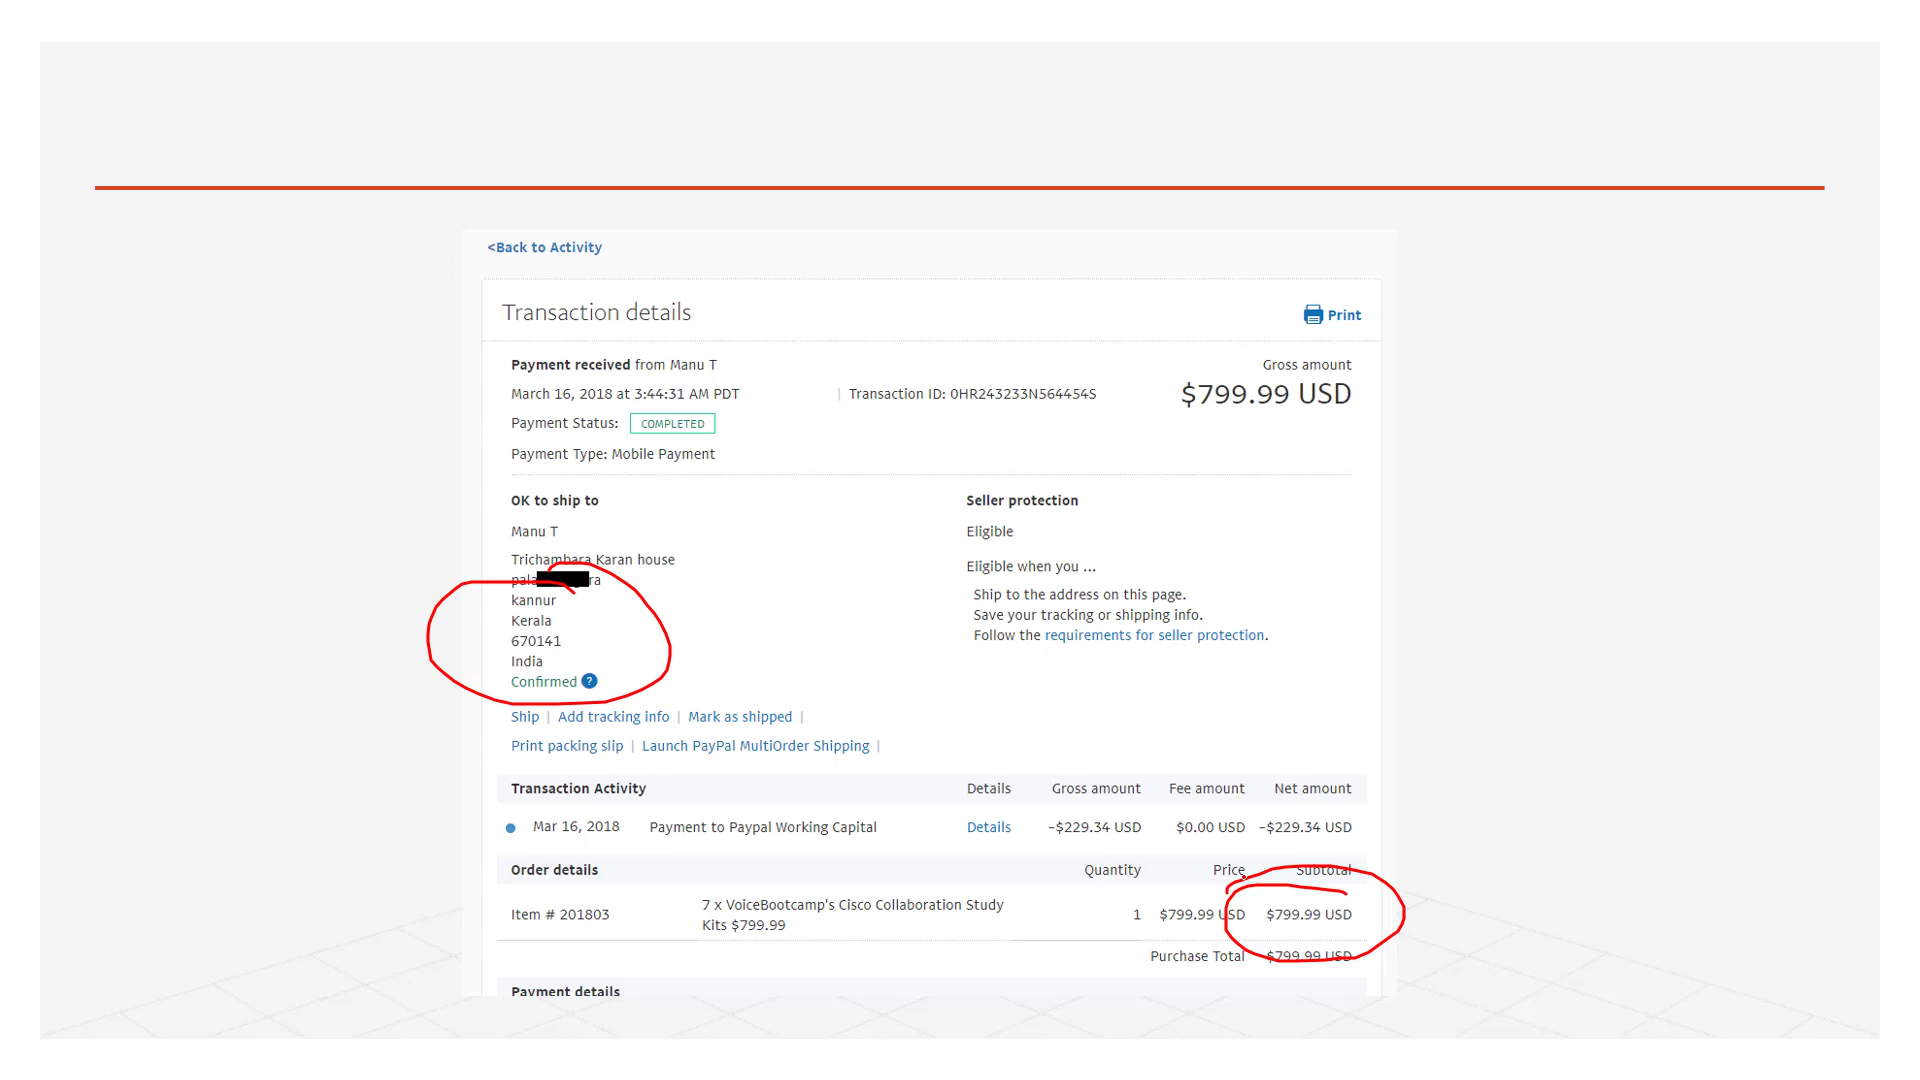 <Back to Activity
Transaction details
Print
Payment received from Manu T
Gross amount
March 16, 2018 at 3:44:31 AM PDT | Transaction ID: 0HR243233N564454S
$799.99 USD
Payment Status: COMPLETED
Payment Type: Mobile Payment
OK to ship to
Manu T
Trichambara Karan house
kannur
Kerala
670141
India
Confirmed ?
Seller protection
Eligible
Eligible when you ...
Ship to the address on this page.
Save your tracking or shipping info.
Follow the requirements for seller protection.
Ship | Add tracking info | Mark as shipped |
Print packing slip | Launch PayPal MultiOrder Shipping |
Transaction Activity Details Gross amount Fee amount Net amount
Mar 16, 2018 Payment to Paypal Working Capital Details -$229.34 USD $0.00 USD -$229.34 USD
Order details Quantity Price Subtotal
Item # 201803 7 x VoiceBootcamp's Cisco Collaboration Study 1 $799.99 USD $799.99 USD
Kits $799.99
Purchase Total $799.99 USD
Payment details